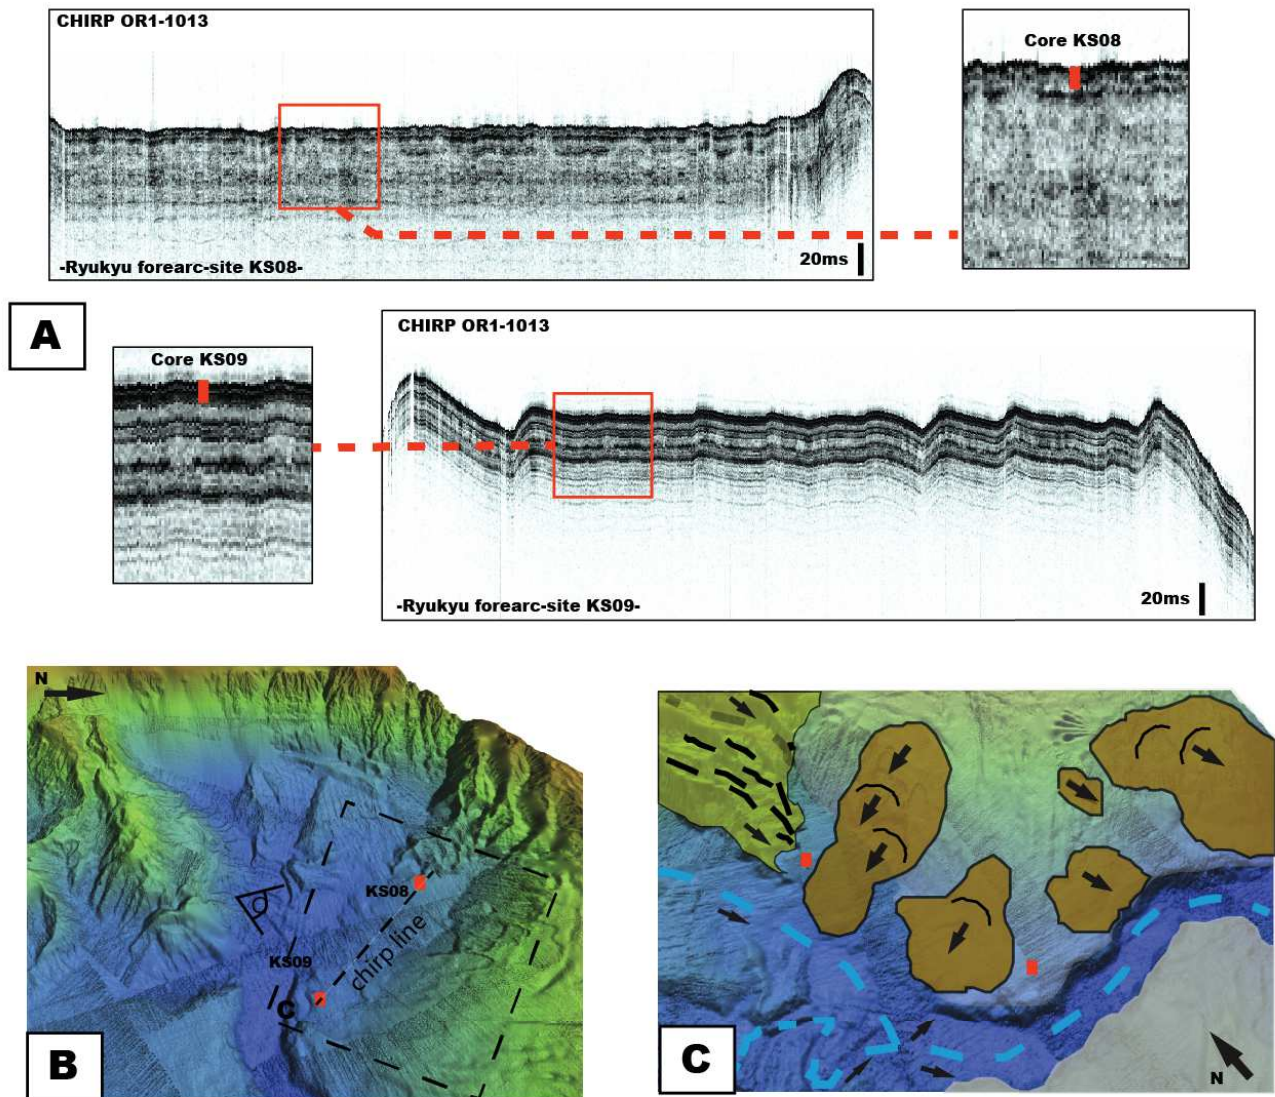 CHIRP OR1-1013
Core KS08
20ms
-Ryukyu forearc-site KS08-
A
CHIRP OR1-1013
Core KS09
20ms
-Ryukyu forearc-site KS09-
N
KS08
chirp line
KS09
C
B
C
N